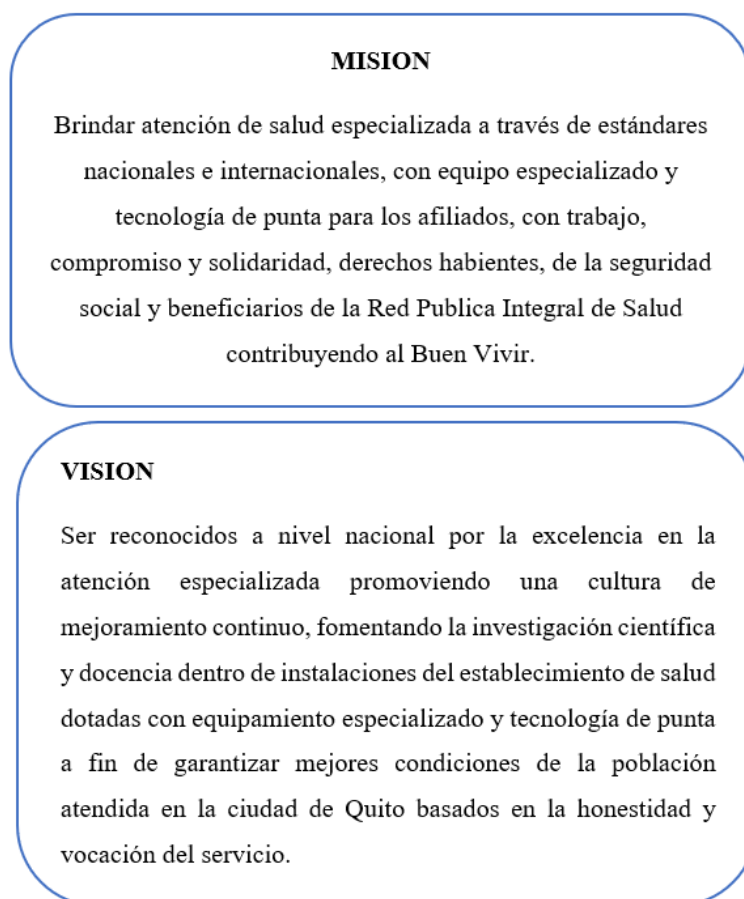 MISION
Brindar atención de salud especializada a través de estándares
nacionales e internacionales, con equipo especializado y
tecnología de punta para los afiliados, con trabajo,
compromiso y solidaridad, derechos habientes, de la seguridad
social y beneficiarios de la Red Publica Integral de Salud
contribuyendo al Buen Vivir.
VISION
Ser reconocidos a nivel nacional por la excelencia en la
atención especializada promoviendo una cultura de
mejoramiento continuo, fomentando la investigación científica
y docencia dentro de instalaciones del establecimiento de salud
dotadas con equipamiento especializado y tecnología de punta
a fin de garantizar mejores condiciones de la población
atendida en la ciudad de Quito basados en la honestidad y
vocación del servicio.